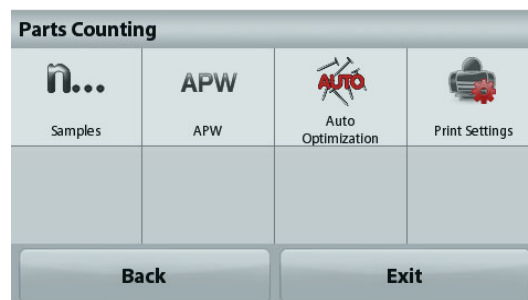 Parts Counting
n...
APW
AUTO
Samples
APW
Auto
Optimization
Print Settings
Back
Exit